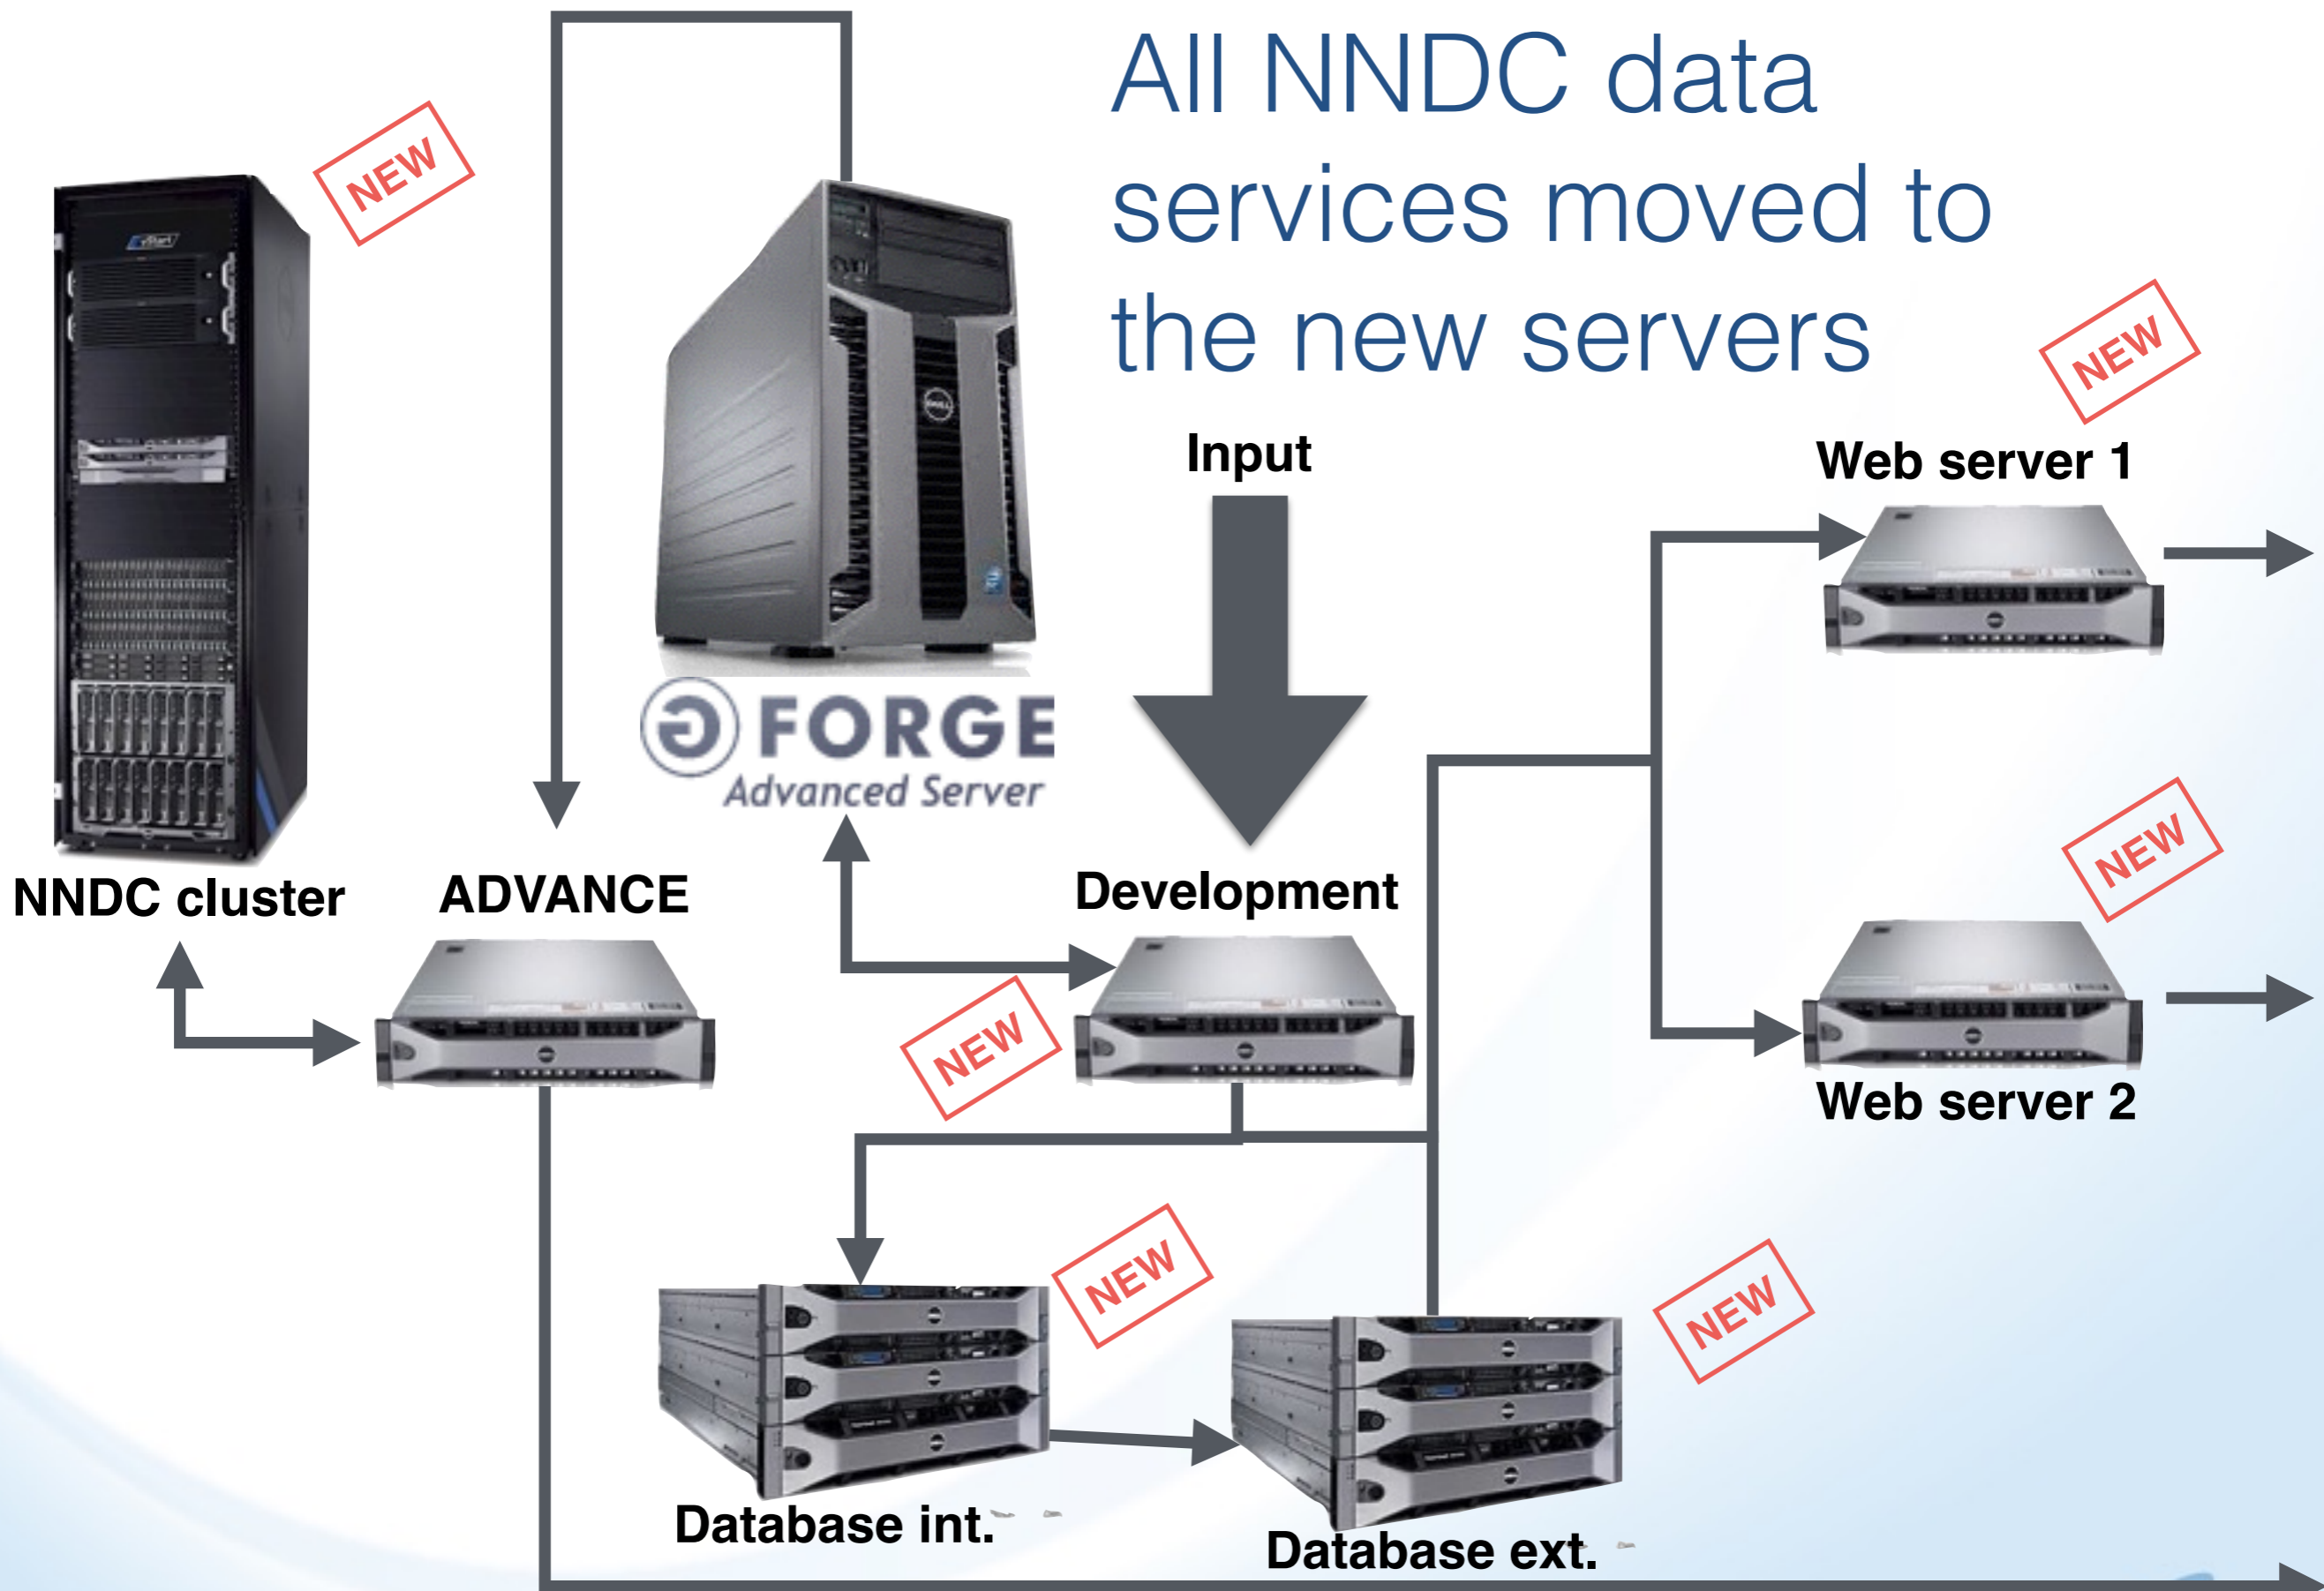 All NNDC data
services moved to
the new servers
NEW
NEW
Input
Web server 1
FORGE
Advanced Server
NEW
NNDC cluster
ADVANCE
Development
NEW
Web server 2
NEW
NEW
Database int.
Database ext.